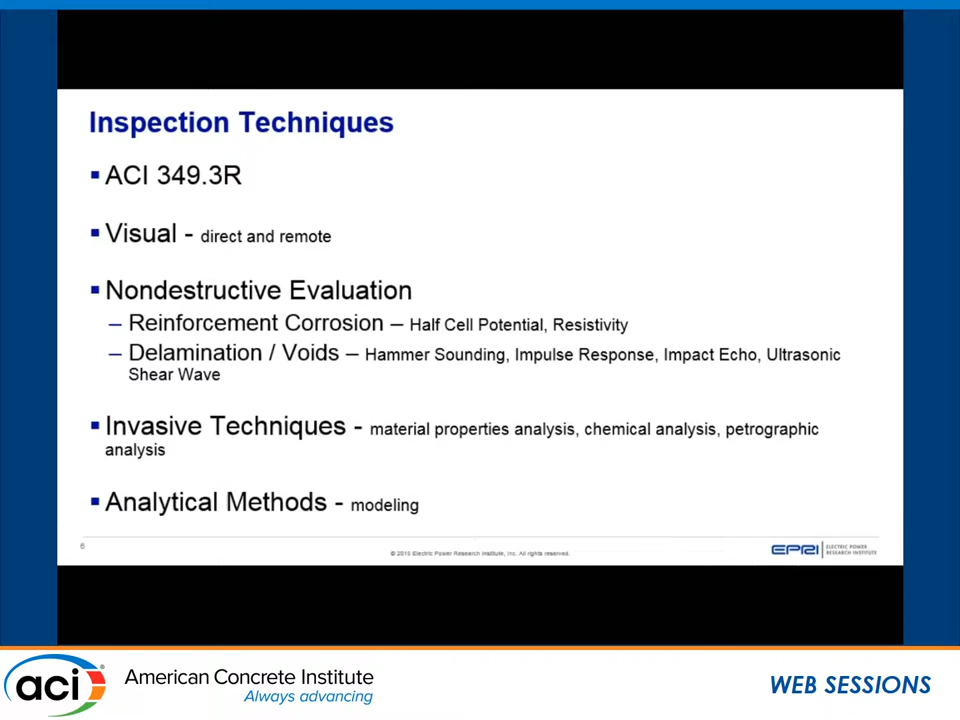 Inspection Techniques
▪ ACI 349.3R
▪ Visual - direct and remote
▪ Nondestructive Evaluation
– Reinforcement Corrosion – Half Cell Potential, Resistivity
– Delamination / Voids – Hammer Sounding, Impulse Response, Impact Echo, Ultrasonic
Shear Wave
▪ Invasive Techniques - material properties analysis, chemical analysis, petrographic
analysis
▪ Analytical Methods - modeling
6
© 2015 Electric Power Research Institute, Inc. All rights reserved.
EPRI ELECTRIC POWER
RESEARCH INSTITUTE
aci® American Concrete Institute
Always advancing
WEB SESSIONS